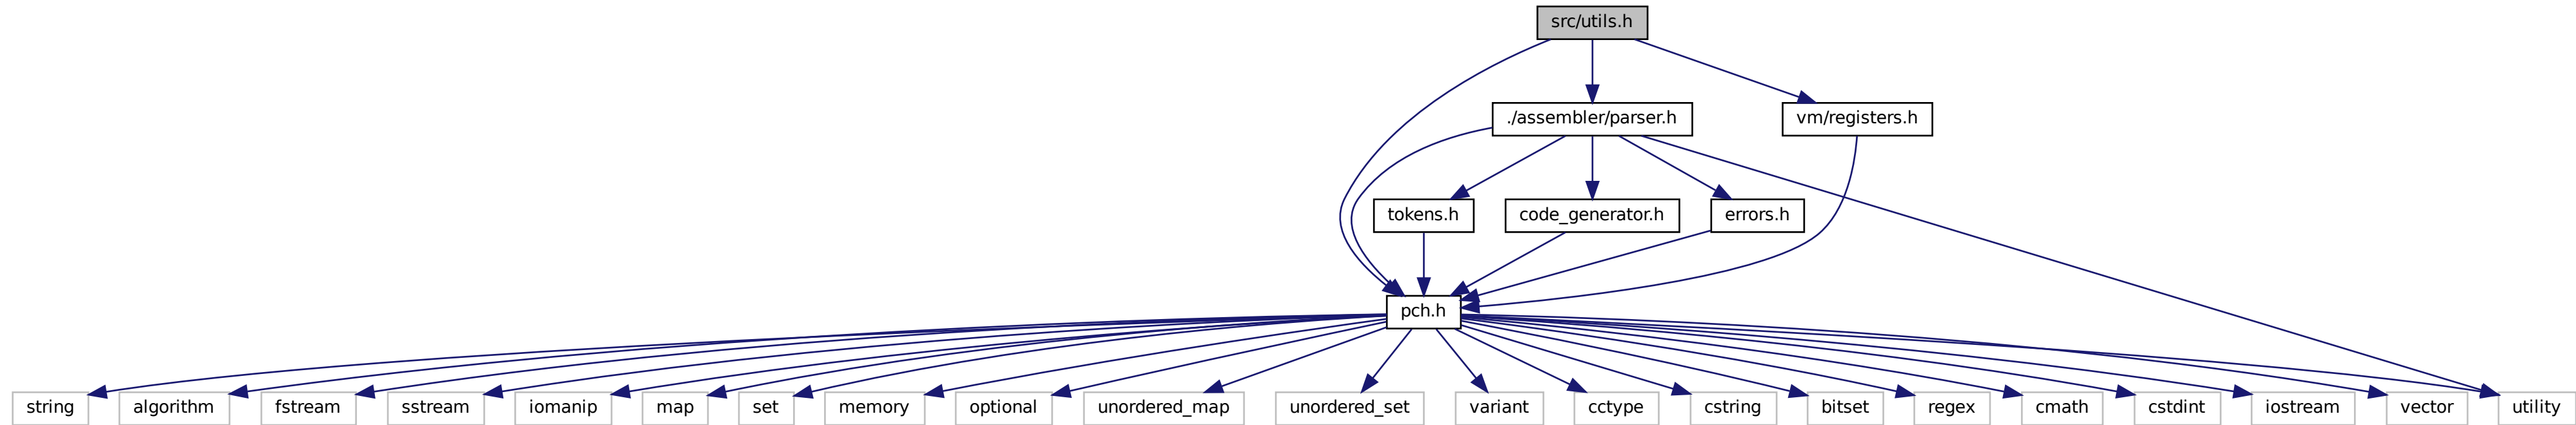 src/utils.h
./assembler/parser.h
vm/registers.h
tokens.h
code_generator.h
errors.h
pch.h
string
algorithm
fstream
sstream
iomanip
map
set
memory
optional
unordered_map
unordered_set
variant
cctype
cstring
bitset
regex
cmath
cstdint
iostream
vector
utility